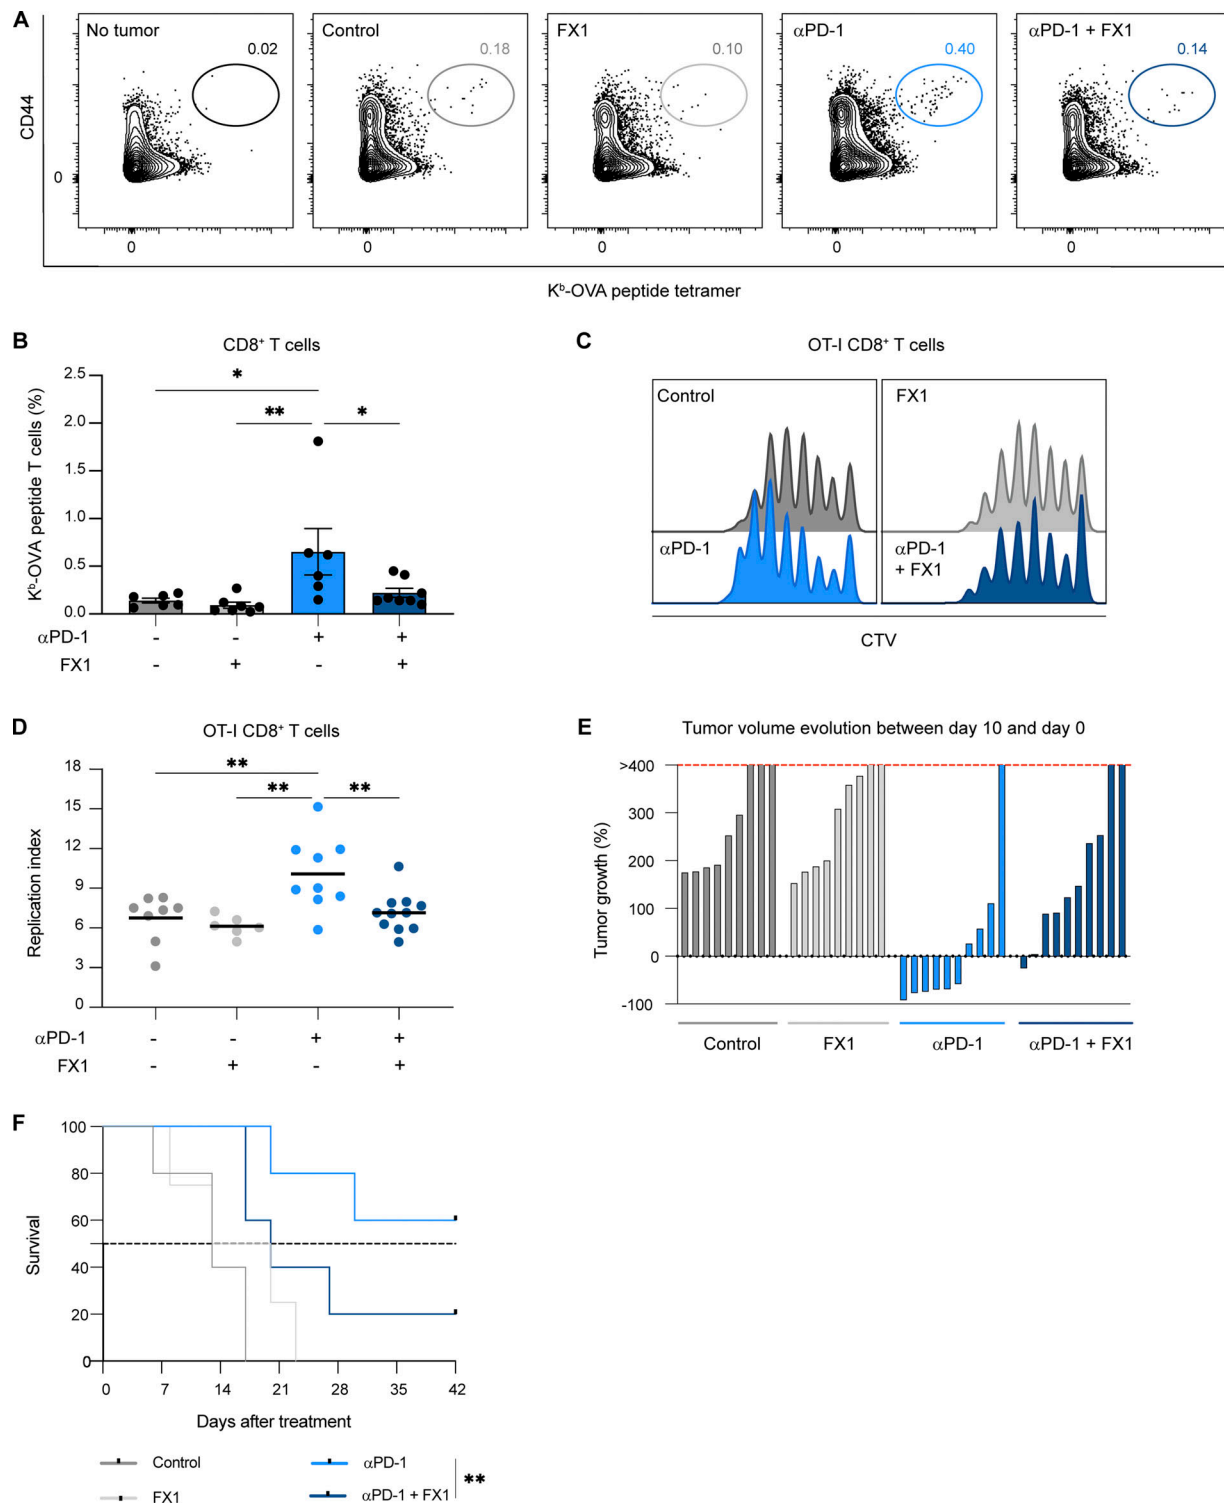 A
No tumor
Control
FX1
αPD-1
αPD-1 + FX1
0.02
0.18
0.10
0.40
0.14
CD44
0
0
0
0
0
0
Kᵇ-OVA peptide tetramer
B
CD8⁺ T cells
Kᵇ-OVA peptide T cells (%)
2.5
2.0
1.5
1.0
0.5
0.0
*
**
*
αPD-1 - - + +
FX1 - + - +
C
OT-I CD8⁺ T cells
Control
FX1
αPD-1
αPD-1
+ FX1
CTV
D
OT-I CD8⁺ T cells
Replication index
18
15
12
9
6
3
0
**
**
**
αPD-1 - - + +
FX1 - + - +
E
Tumor volume evolution between day 10 and day 0
Tumor growth (%)
>400
300
200
100
0
-100
Control
FX1
αPD-1
αPD-1 + FX1
F
Survival
100
80
60
40
20
0
0 7 14 21 28 35 42
Days after treatment
Control
αPD-1
FX1
αPD-1 + FX1
**